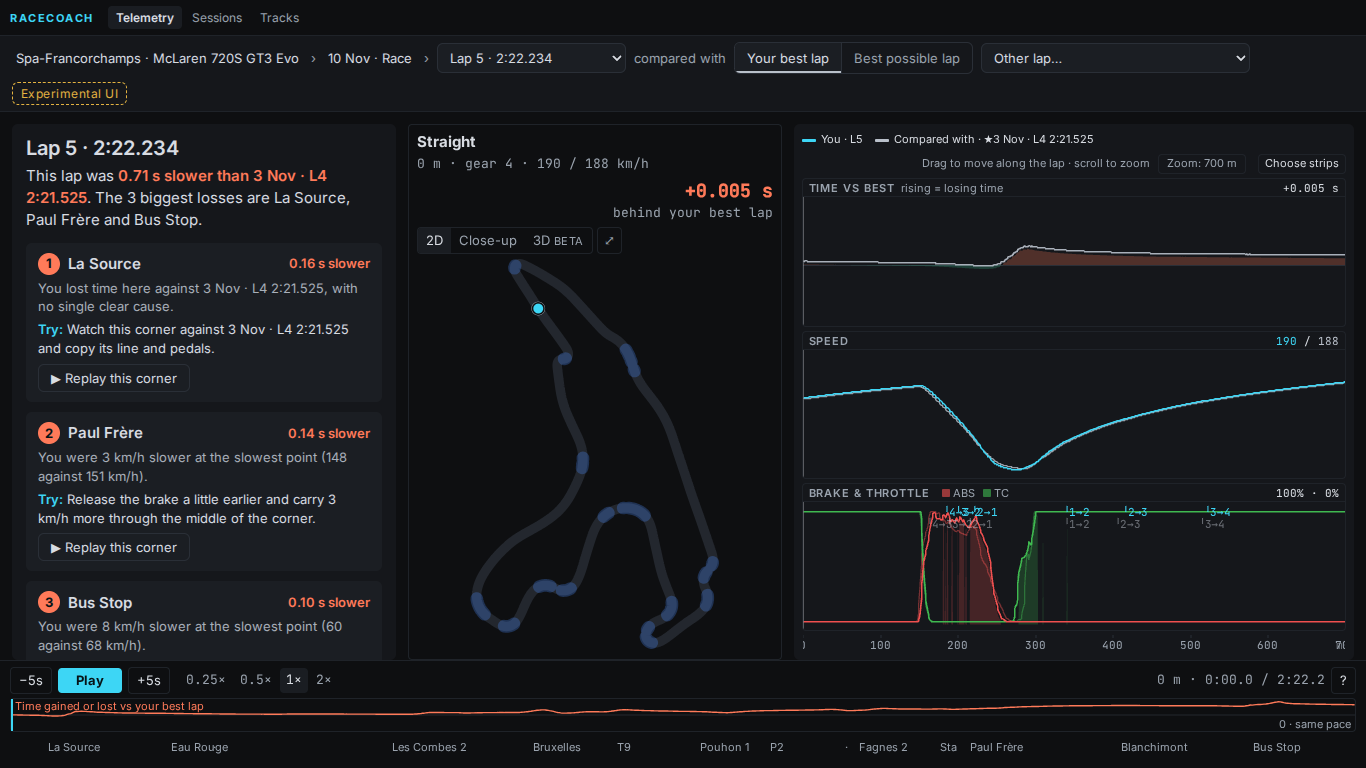 RACECOACH Telemetry Sessions Tracks
Spa-Francorchamps · McLaren 720S GT3 Evo › 10 Nov · Race › Lap 5 · 2:22.234 compared with Your best lap Best possible lap Other lap...
Experimental UI
Lap 5 · 2:22.234
This lap was 0.71 s slower than 3 Nov · L4
2:21.525. The 3 biggest losses are La Source,
Paul Frère and Bus Stop.
1 La Source 0.16 s slower
You lost time here against 3 Nov · L4 2:21.525, with
no single clear cause.
Try: Watch this corner against 3 Nov · L4 2:21.525
and copy its line and pedals.
▶ Replay this corner
2 Paul Frère 0.14 s slower
You were 3 km/h slower at the slowest point (148
against 151 km/h).
Try: Release the brake a little earlier and carry 3
km/h more through the middle of the corner.
▶ Replay this corner
3 Bus Stop 0.10 s slower
You were 8 km/h slower at the slowest point (60
against 68 km/h).
Straight
0 m · gear 4 · 190 / 188 km/h
+0.005 s
behind your best lap
2D Close-up 3D BETA ⤢
You · L5 Compared with · ★3 Nov · L4 2:21.525
Drag to move along the lap · scroll to zoom Zoom: 700 m Choose strips
TIME VS BEST rising = losing time +0.005 s
SPEED 190 / 188
BRAKE & THROTTLE ABS TC 100% · 0%
2→1 1→2 2→3 3→4
1→2 2→3 3→4
0 100 200 300 400 500 600
−5s Play +5s 0.25× 0.5× 1× 2× 0 m · 0:00.0 / 2:22.2 ?
Time gained or lost vs your best lap
0 · same pace
La Source Eau Rouge Les Combes 2 Bruxelles T9 Pouhon 1 P2 · Fagnes 2 Sta Paul Frère Blanchimont Bus Stop